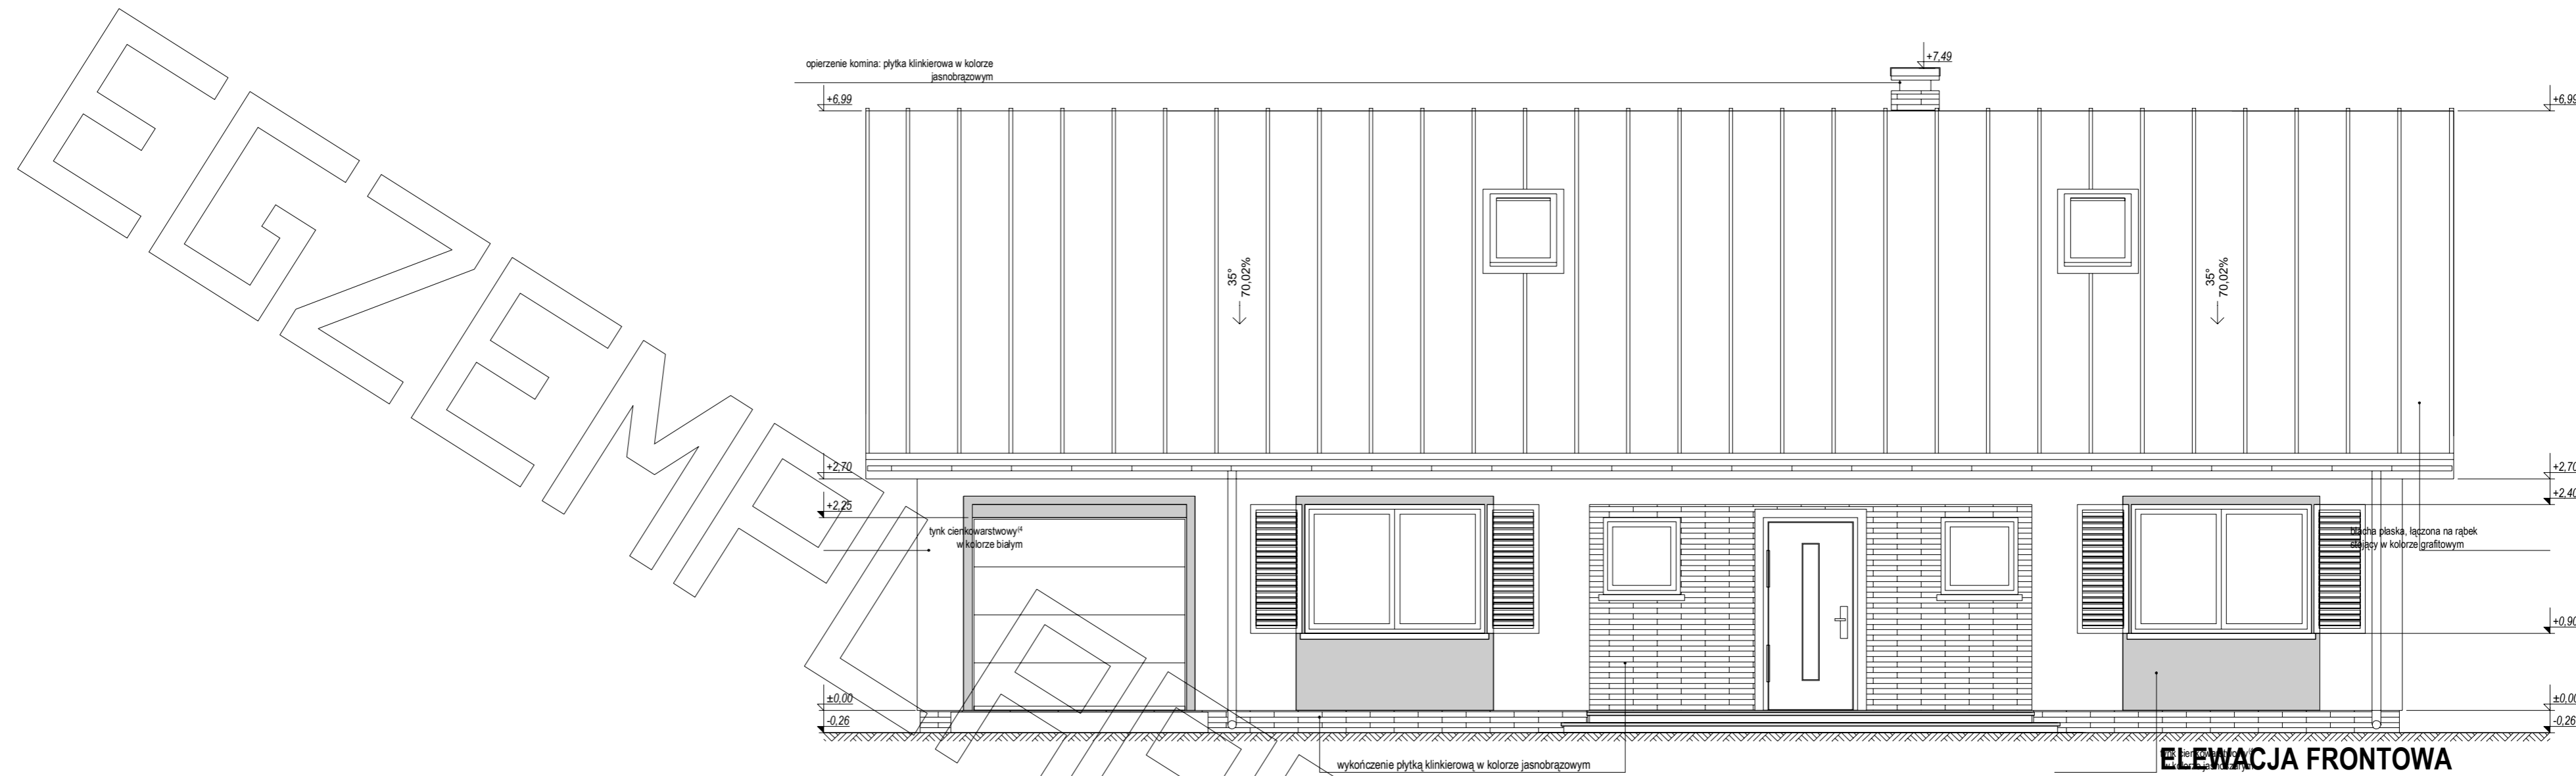 opierzenie komina: płytka klinkierowa w kolorze
jasnobrązowym
+7,49
+6,99
+6,99
35°
70,02%
35°
70,02%
+2,70
+2,70
+2,40
+2,25
tynk cienkowarstwowy
w kolorze białym
blacha płaska, łączona na rąbek
stojący w kolorze grafitowym
+0,90
±0,00
±0,00
-0,26
-0,26
wykończenie płytką klinkierową w kolorze jasnobrązowym
ELEWACJA FRONTOWA
EGZEMPL